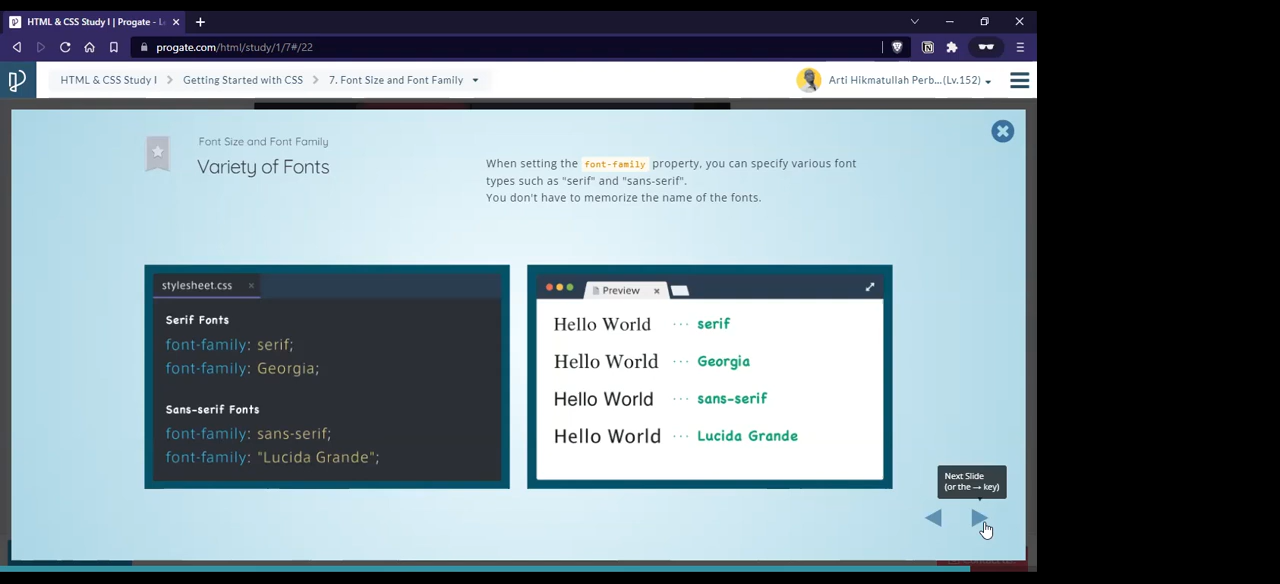 HTML & CSS Study I | Progate - L
progate.com/html/study/1/7#/22
HTML & CSS Study I
Getting Started with CSS
7. Font Size and Font Family
Arti Hikmatullah Perb...(Lv.152)
Font Size and Font Family
Variety of Fonts
When setting the font-family property, you can specify various font
types such as "serif" and "sans-serif".
You don't have to memorize the name of the fonts.
stylesheet.css
Serif Fonts
font-family: serif;
font-family: Georgia;
Sans-serif Fonts
font-family: sans-serif;
font-family: "Lucida Grande";
Preview
Hello World ··· serif
Hello World ··· Georgia
Hello World ··· sans-serif
Hello World ··· Lucida Grande
Next Slide
(or the → key)